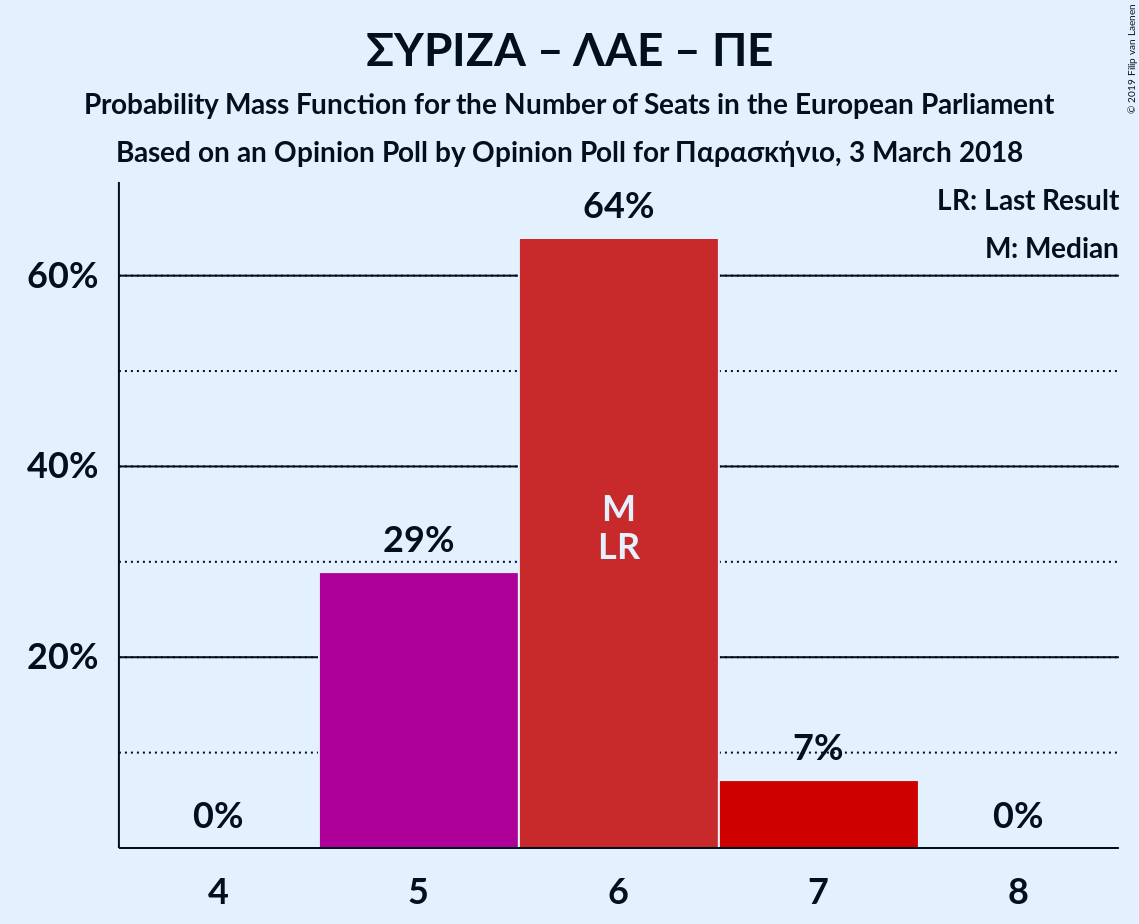 ΣΥΡΙΖΑ – ΛΑΕ – ΠΕ
Probability Mass Function for the Number of Seats in the European Parliament
Based on an Opinion Poll by Opinion Poll for Παρασκήνιο, 3 March 2018
© 2019 Filip van Laenen
LR: Last Result
M: Median
64%
60%
40%
M
LR
29%
20%
7%
0%
0%
4
5
6
7
8